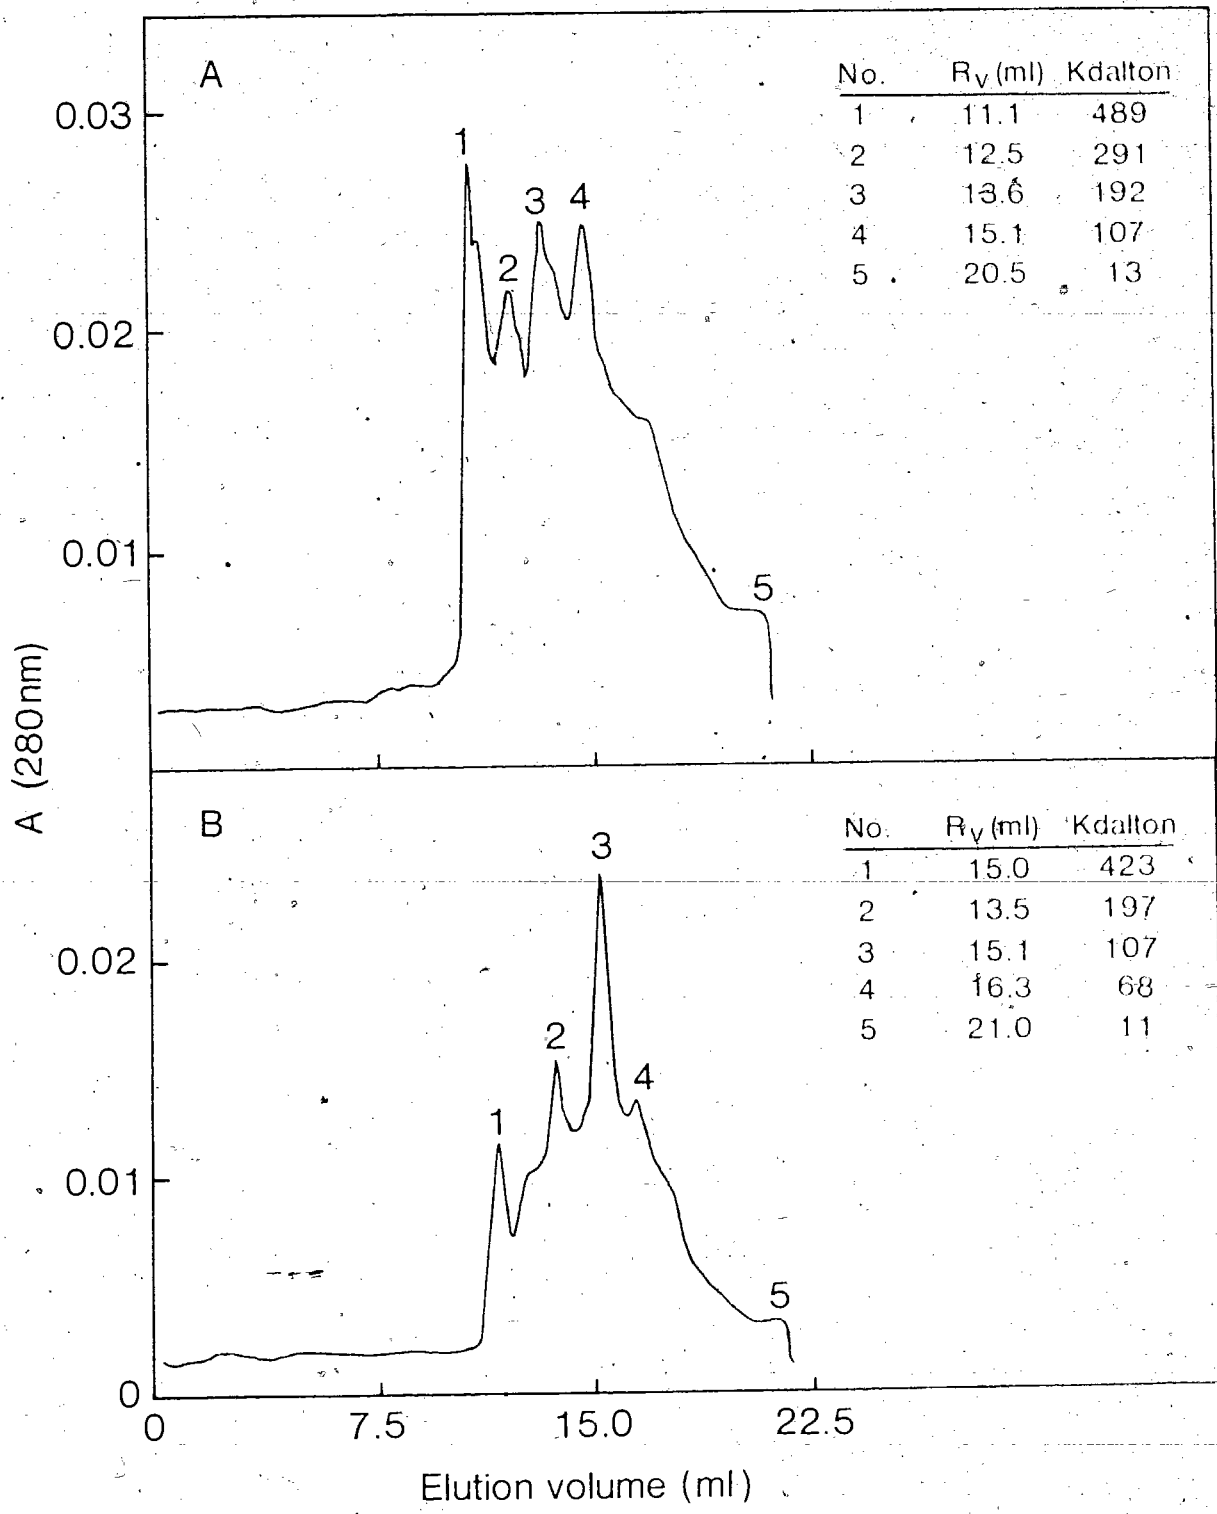 A
No. Rv (ml) Kdalton
1 11.1 489
2 12.5 291
3 13.6 192
4 15.1 107
5 20.5 13
0.03
0.02
0.01
1
2
3
4
5
A (280nm)
B
No. Rv (ml) Kdalton
1 15.0 423
2 13.5 197
3 15.1 107
4 16.3 68
5 21.0 11
0.02
0.01
0
1
2
3
4
5
0 7.5 15.0 22.5
Elution volume (ml)